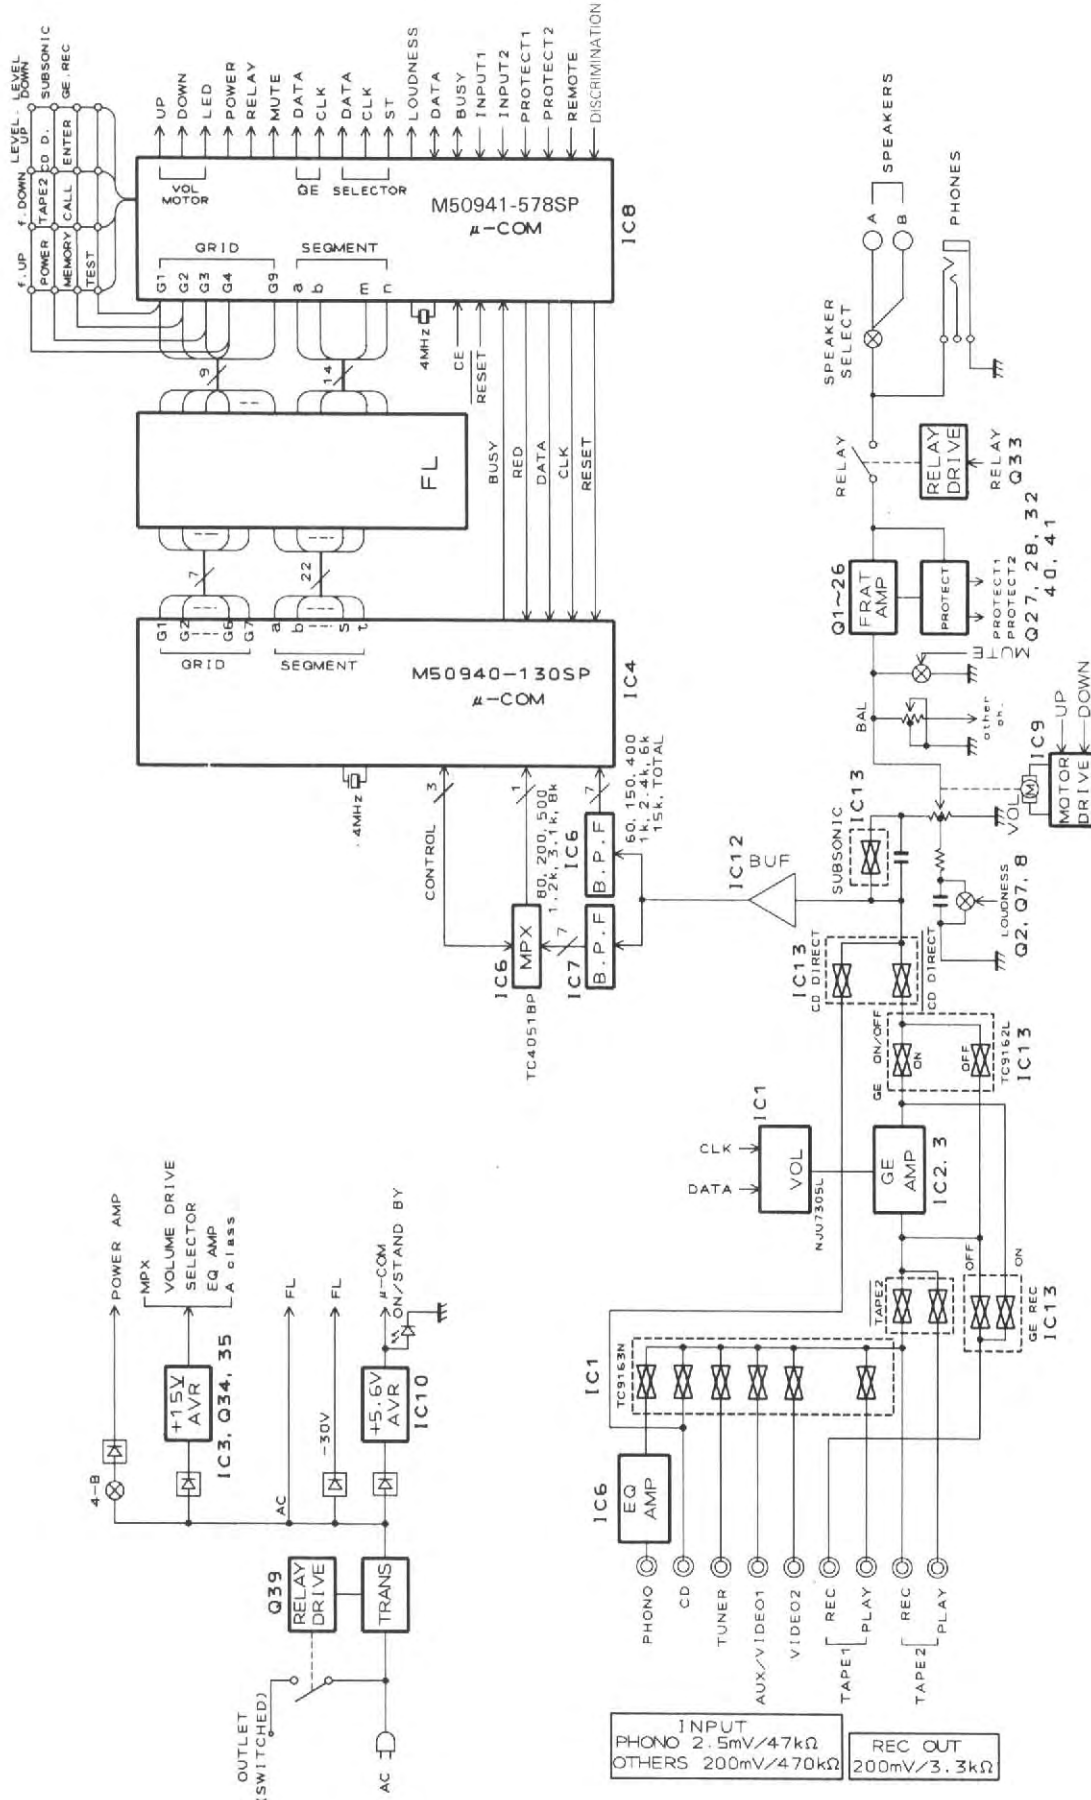 f.UP
f.DOWN
LEVEL.
UP
LEVEL
DOWN
POWER
TAPE2
CD D.
SUBSONIC
MEMORY
CALL
ENTER
GE.REC
TEST
UP
DOWN
LED
POWER
RELAY
MUTE
DATA
CLK
DATA
CLK
ST
LOUDNESS
DATA
BUSY
INPUT1
INPUT2
PROTECT1
PROTECT2
REMOTE
DISCRIMINATION
VOL
MOTOR
GE
SELECTOR
M50941-578SP
μ-COM
IC8
GRID
SEGMENT
G1
G2
G3
G4
G9
a
b
m
n
4MHz
CE
RESET
9
14
FL
BUSY
RED
DATA
CLK
RESET
7
22
G1
G2
G6
G7
a
b
S
t
GRID
SEGMENT
M50940-130SP
μ-COM
IC4
4MHz
CONTROL
3
1
7
IC6
MPX
TC4051BP
80, 200, 500
1.2k, 3.1k, 8k
7
IC7
B.P.F
IC6
B.P.F
60, 150, 400
1k, 2.4k, 6k
15k, TOTAL
IC12
BUF
SUBSONIC
IC13
IC13
CD DIRECT
CD DIRECT
GE ON/OFF
ON
OFF
TC9162L
IC13
LOUDNESS
Q2, Q7, 8
VOL
M
IC9
MOTOR
DRIVE
UP
DOWN
BAL
other
ch.
MUTE
Q1~26
FRAT
AMP
PROTECT
PROTECT1
PROTECT2
Q27, 28, 32
40, 41
RELAY
RELAY
DRIVE
RELAY
Q33
SPEAKER
SELECT
A
B
SPEAKERS
PHONES
CLK
DATA
IC1
VOL
NJU7305L
GE
AMP
IC2, 3
TAPE2
OFF
ON
GE REC
IC13
IC1
TC9163N
IC6
EQ
AMP
PHONO
CD
TUNER
AUX/VIDEO1
VIDEO2
REC
PLAY
TAPE1
REC
PLAY
TAPE2
INPUT
PHONO 2.5mV/47kΩ
OTHERS 200mV/470kΩ
REC OUT
200mV/3.3kΩ
POWER AMP
MPX
VOLUME DRIVE
SELECTOR
EQ AMP
A class
FL
FL
μ-COM
ON/STAND BY
+15V
AVR
IC3, Q34, 35
-30V
+5.6V
AVR
IC10
4-B
AC
Q39
RELAY
DRIVE
TRANS
OUTLET
(SWITCHED)
AC